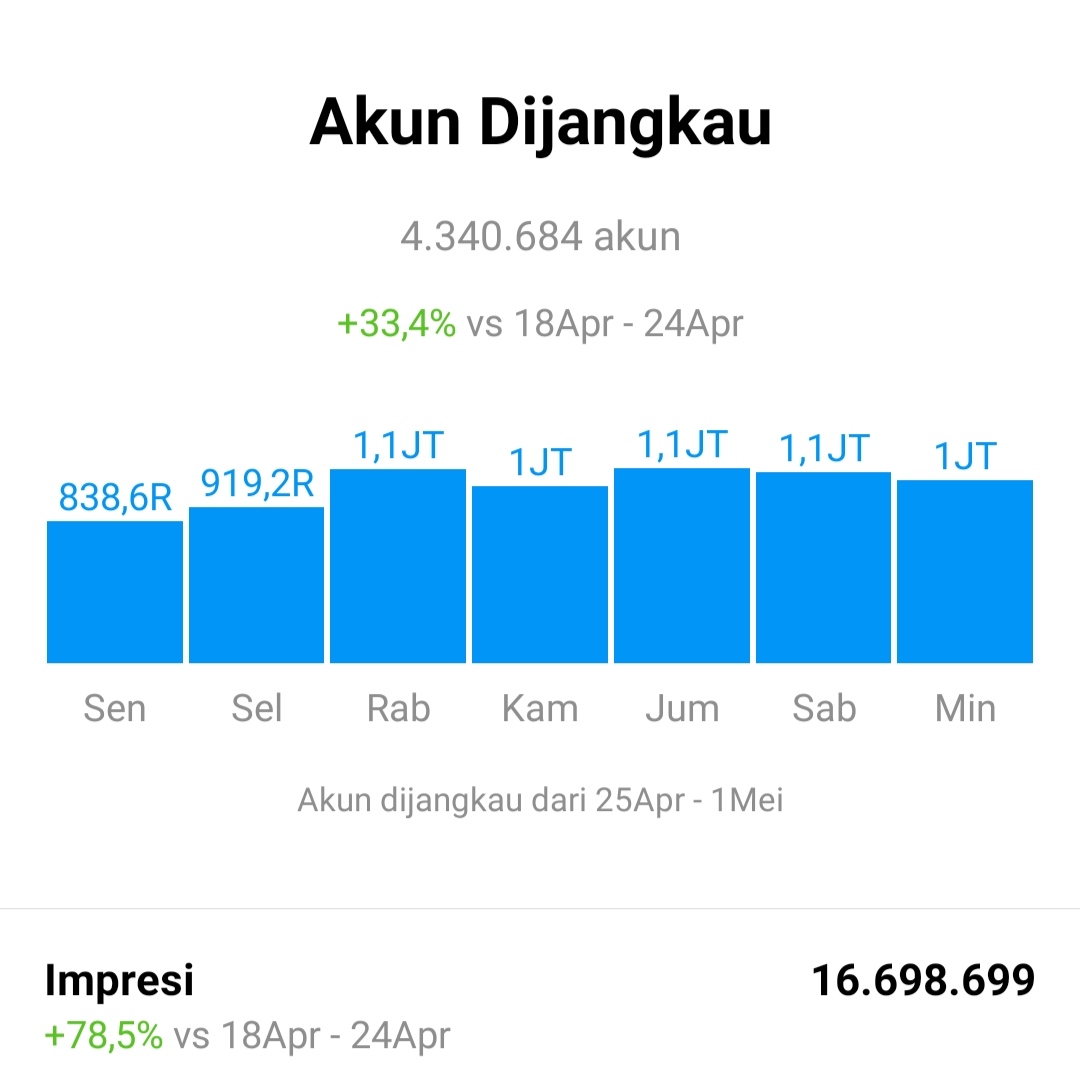 Akun Dijangkau
4.340.684 akun
+33,4% vs 18Apr - 24Apr
838,6R 919,2R 1,1JT 1JT 1,1JT 1,1JT 1JT
Sen Sel Rab Kam Jum Sab Min
Akun dijangkau dari 25Apr - 1Mei
Impresi 16.698.699
+78,5% vs 18Apr - 24Apr